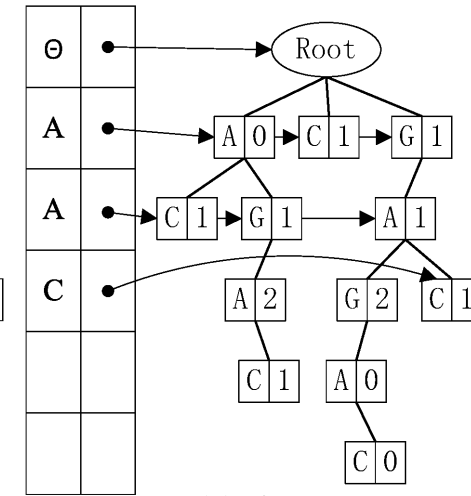 Θ Root
A A 0 C 1 G 1
A C 1 G 1 A 1
C A 2 G 2 C 1
C 1 A 0
C 0